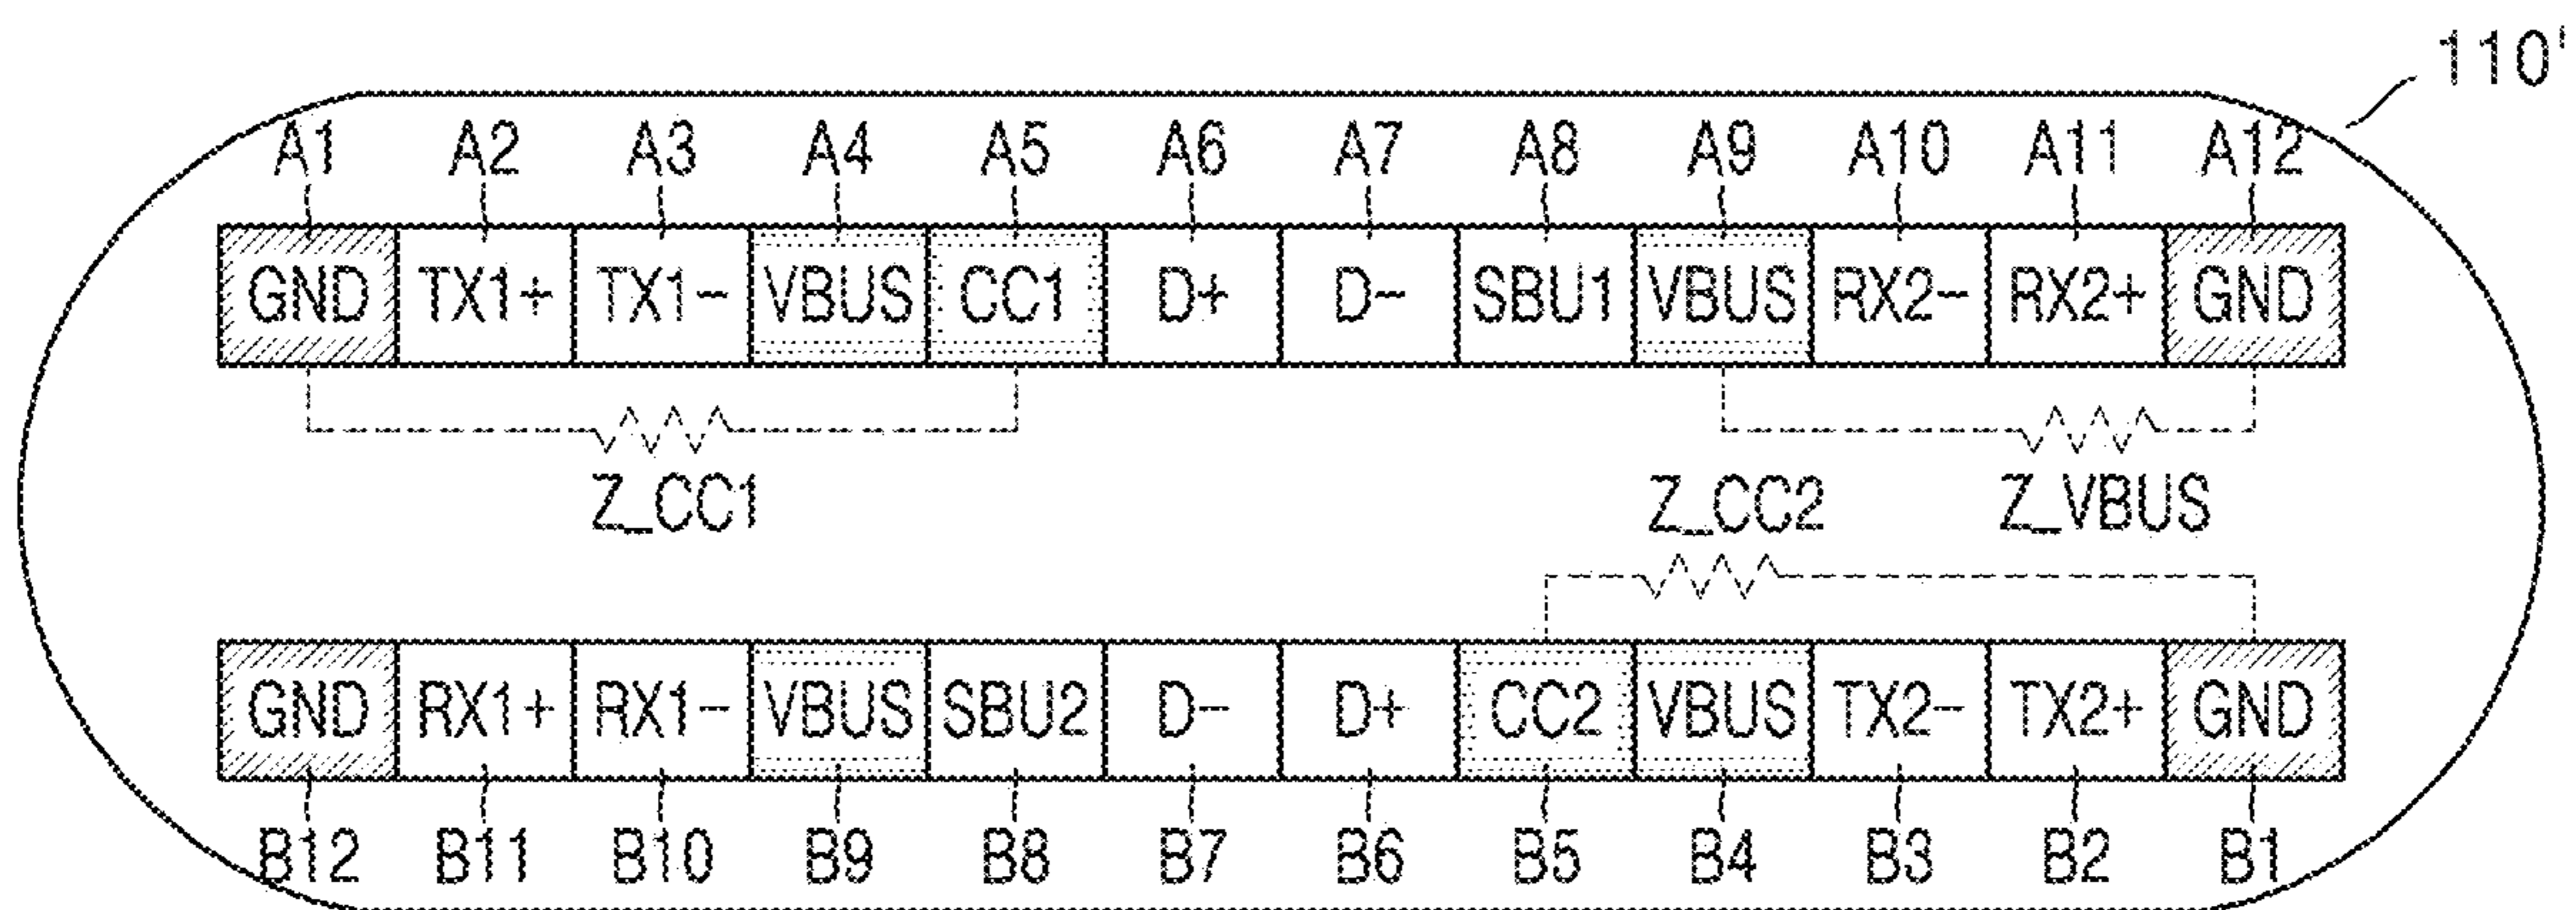 110'
A1 A2 A3 A4 A5 A6 A7 A8 A9 A10 A11 A12
GND TX1+ TX1- VBUS CC1 D+ D- SBU1 VBUS RX2- RX2+ GND
Z_CC1 Z_CC2 Z_VBUS
GND RX1+ RX1- VBUS SBU2 D- D+ CC2 VBUS TX2- TX2+ GND
B12 B11 B10 B9 B8 B7 B6 B5 B4 B3 B2 B1